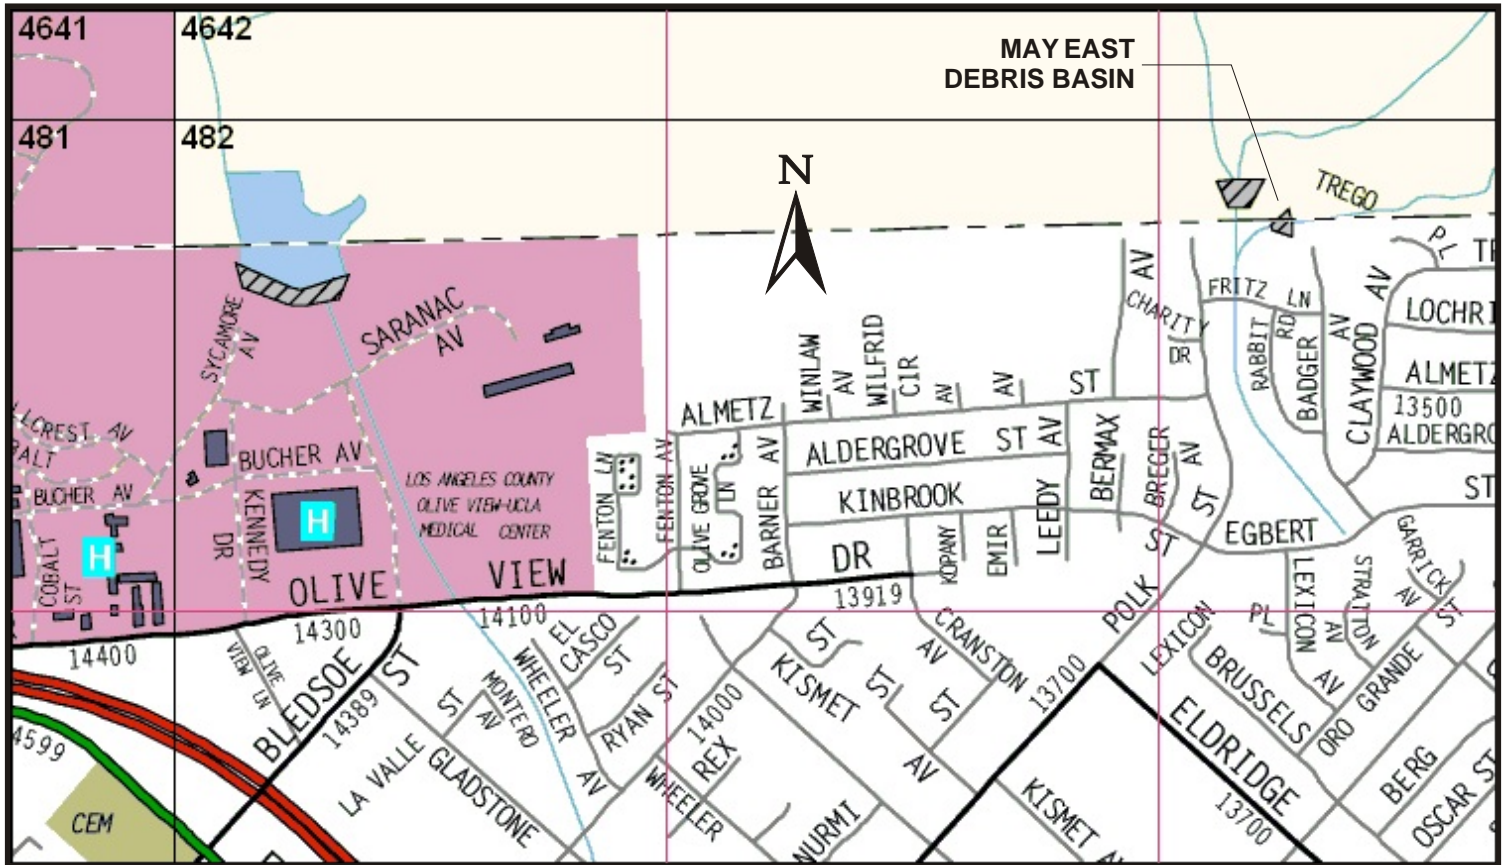 4641
4642
MAY EAST
DEBRIS BASIN
481
482
N
TREGO
PL
AV
SYCAMORE
AV
SARANAC
AV
CHARITY
DR
FRITZ
LN
RABBIT
RD
BADGER
AV
CLAYWOOD
AV
LOCHRI
ALMETZ
13500
ALDERGRO
ST
WINLAW
AV
WILFRID
CIR
AV
AV
ST
ALMETZ
LLCREST AV
BUCHER AV
BUCHER AV
LOS ANGELES COUNTY
OLIVE VIEW-UCLA
MEDICAL CENTER
FENTON LN
FENTON AV
OLIVE GROVE
LN
BARNER AV
ALDERGROVE ST
KINBROOK
LEEDY
AV
BERMAX
BREGER
AV
ST
ST
EGBERT
KENNEDY
DR
H
H
COBALT
ST
OLIVE VIEW DR
KOPANY
EMIR
14300
14100
13919
14400
OLIVE
VIEW LN
BLEDSOE
ST
14389
EL
CASCO
ST
WHEELER
AV
MONTERO
AV
ST
RYAN ST
LA VALLE
GLADSTONE
14000
WHEELER
REX
ST
KISMET
AV
ST
ST
CRANSTON
AV
NURMI
POLK
13700
LEXICON
PL
LEXICON
AV
STRATTON
AV
GARRICK
AV
ST
BRUSSELS
ORO GRANDE
ELDRIDGE
13700
KISMET AV
BERG
OSCAR ST
4599
CEM